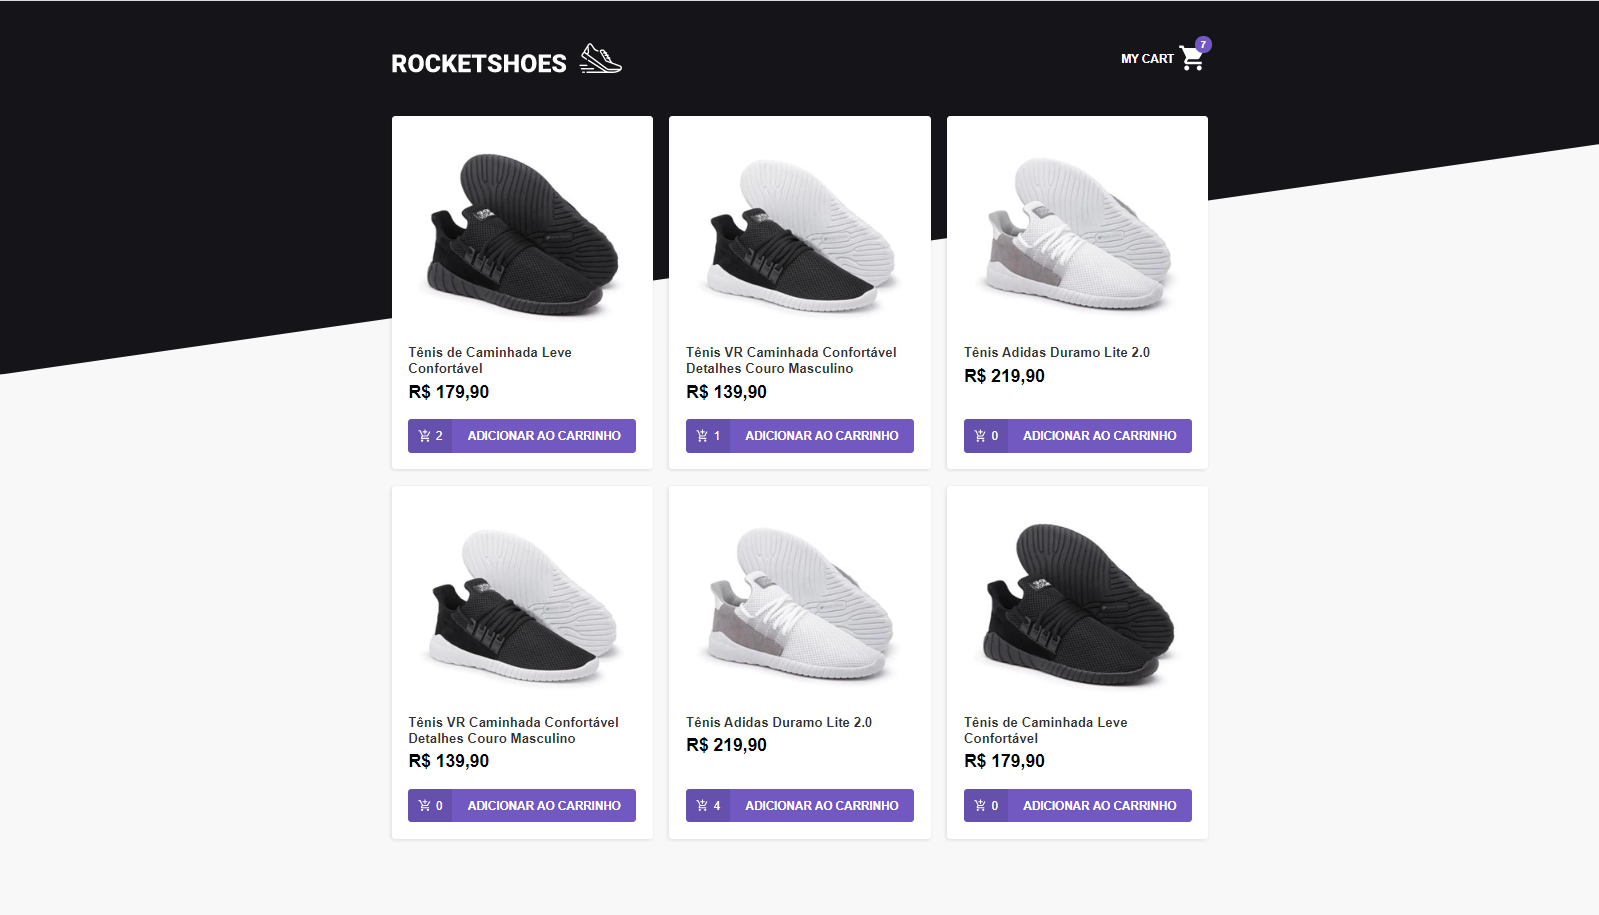 ROCKETSHOES
MY CART
7
Tênis de Caminhada Leve
Confortável
R$ 179,90
2 ADICIONAR AO CARRINHO
Tênis VR Caminhada Confortável
Detalhes Couro Masculino
R$ 139,90
1 ADICIONAR AO CARRINHO
Tênis Adidas Duramo Lite 2.0
R$ 219,90
0 ADICIONAR AO CARRINHO
Tênis VR Caminhada Confortável
Detalhes Couro Masculino
R$ 139,90
0 ADICIONAR AO CARRINHO
Tênis Adidas Duramo Lite 2.0
R$ 219,90
4 ADICIONAR AO CARRINHO
Tênis de Caminhada Leve
Confortável
R$ 179,90
0 ADICIONAR AO CARRINHO